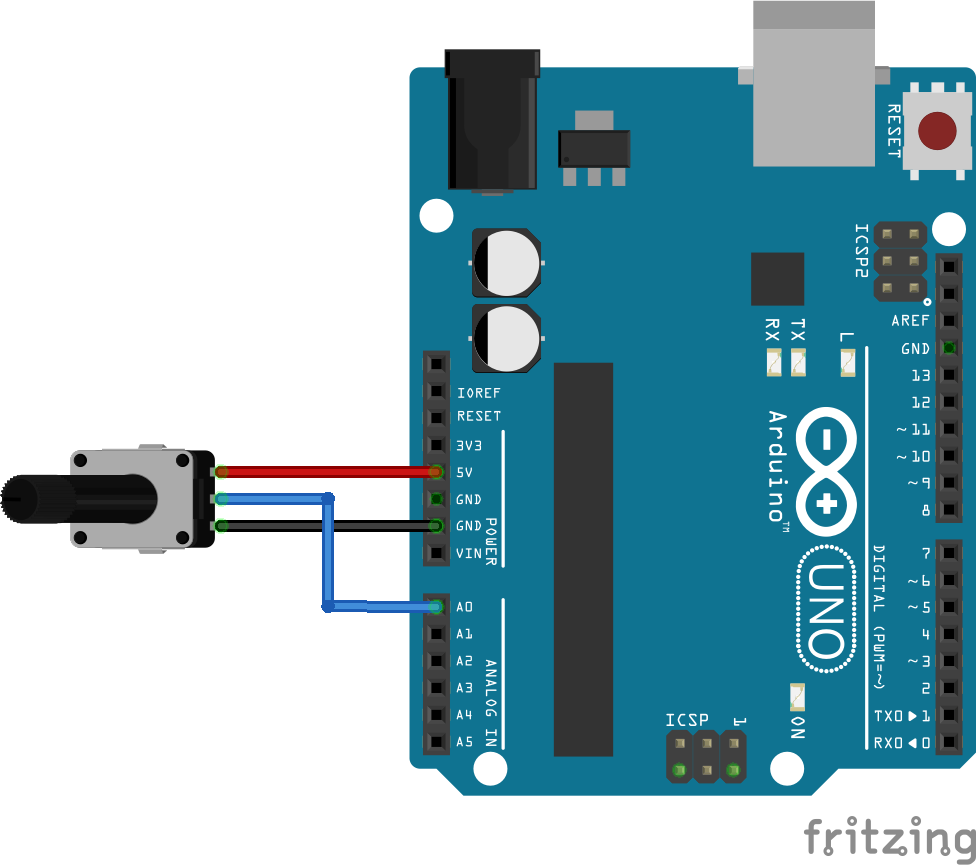 RESET
ICSP2
AREF
GND
13
12
~11
~10
~9
8
7
~6
~5
4
~3
2
TX0▶1
RX0◀0
DIGITAL (PWM=~)
RX
TX
L
Arduino™
UNO
ON
ICSP
1
IOREF
RESET
3V3
5V
GND
GND
VIN
POWER
A0
A1
A2
A3
A4
A5
ANALOG IN
fritzing